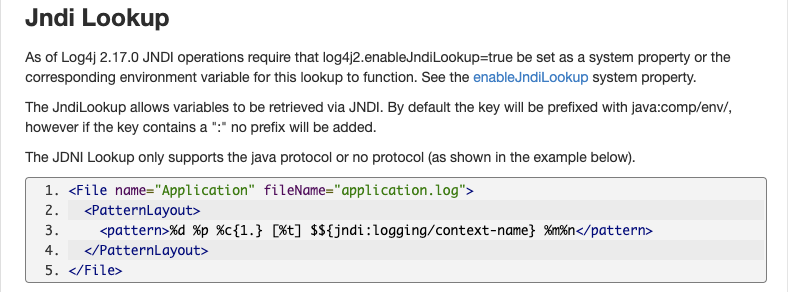 Jndi Lookup
As of Log4j 2.17.0 JNDI operations require that log4j2.enableJndiLookup=true be set as a system property or the
corresponding environment variable for this lookup to function. See the enableJndiLookup system property.
The JndiLookup allows variables to be retrieved via JNDI. By default the key will be prefixed with java:comp/env/,
however if the key contains a ":" no prefix will be added.
The JDNI Lookup only supports the java protocol or no protocol (as shown in the example below).
1. <File name="Application" fileName="application.log">
2.   <PatternLayout>
3.     <pattern>%d %p %c{1.} [%t] $${jndi:logging/context-name} %m%n</pattern>
4.   </PatternLayout>
5. </File>